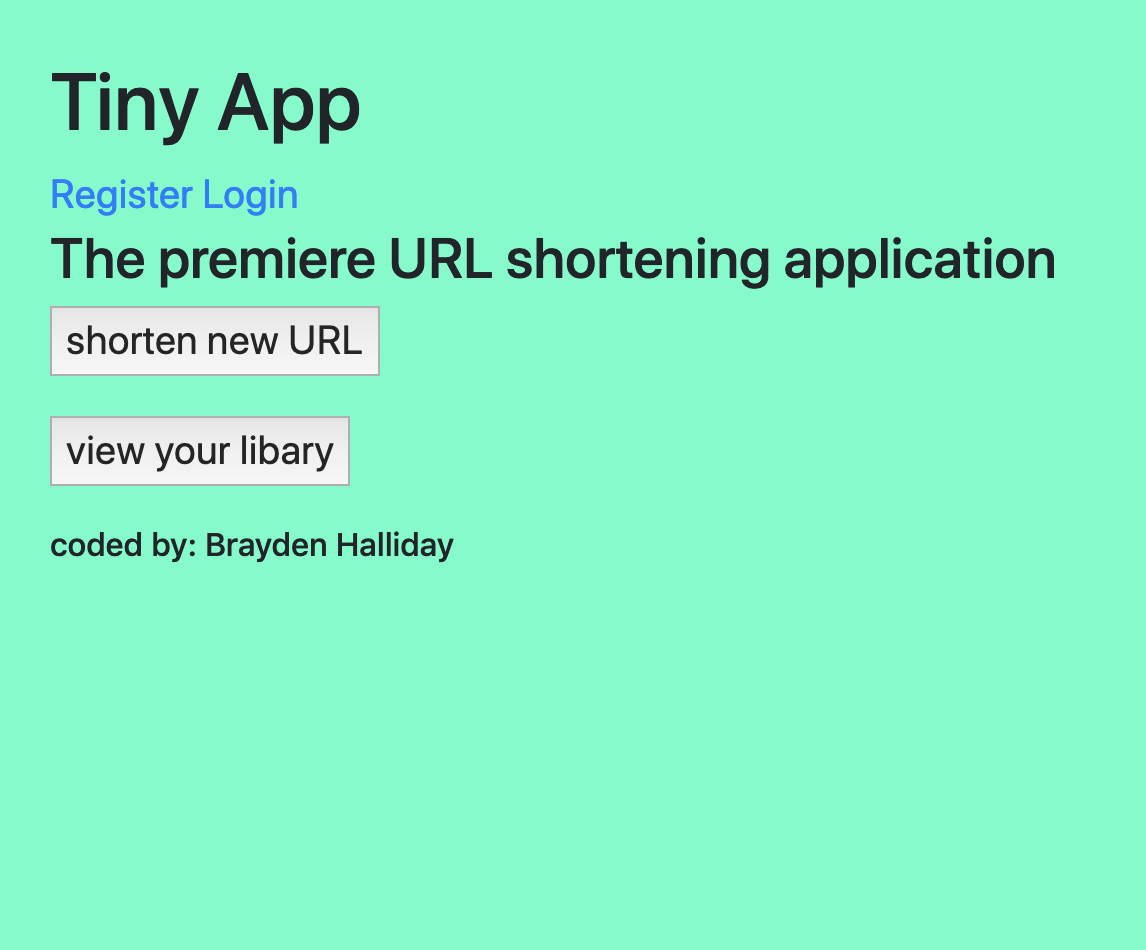 Tiny App
Register Login
The premiere URL shortening application
shorten new URL
view your libary
coded by: Brayden Halliday